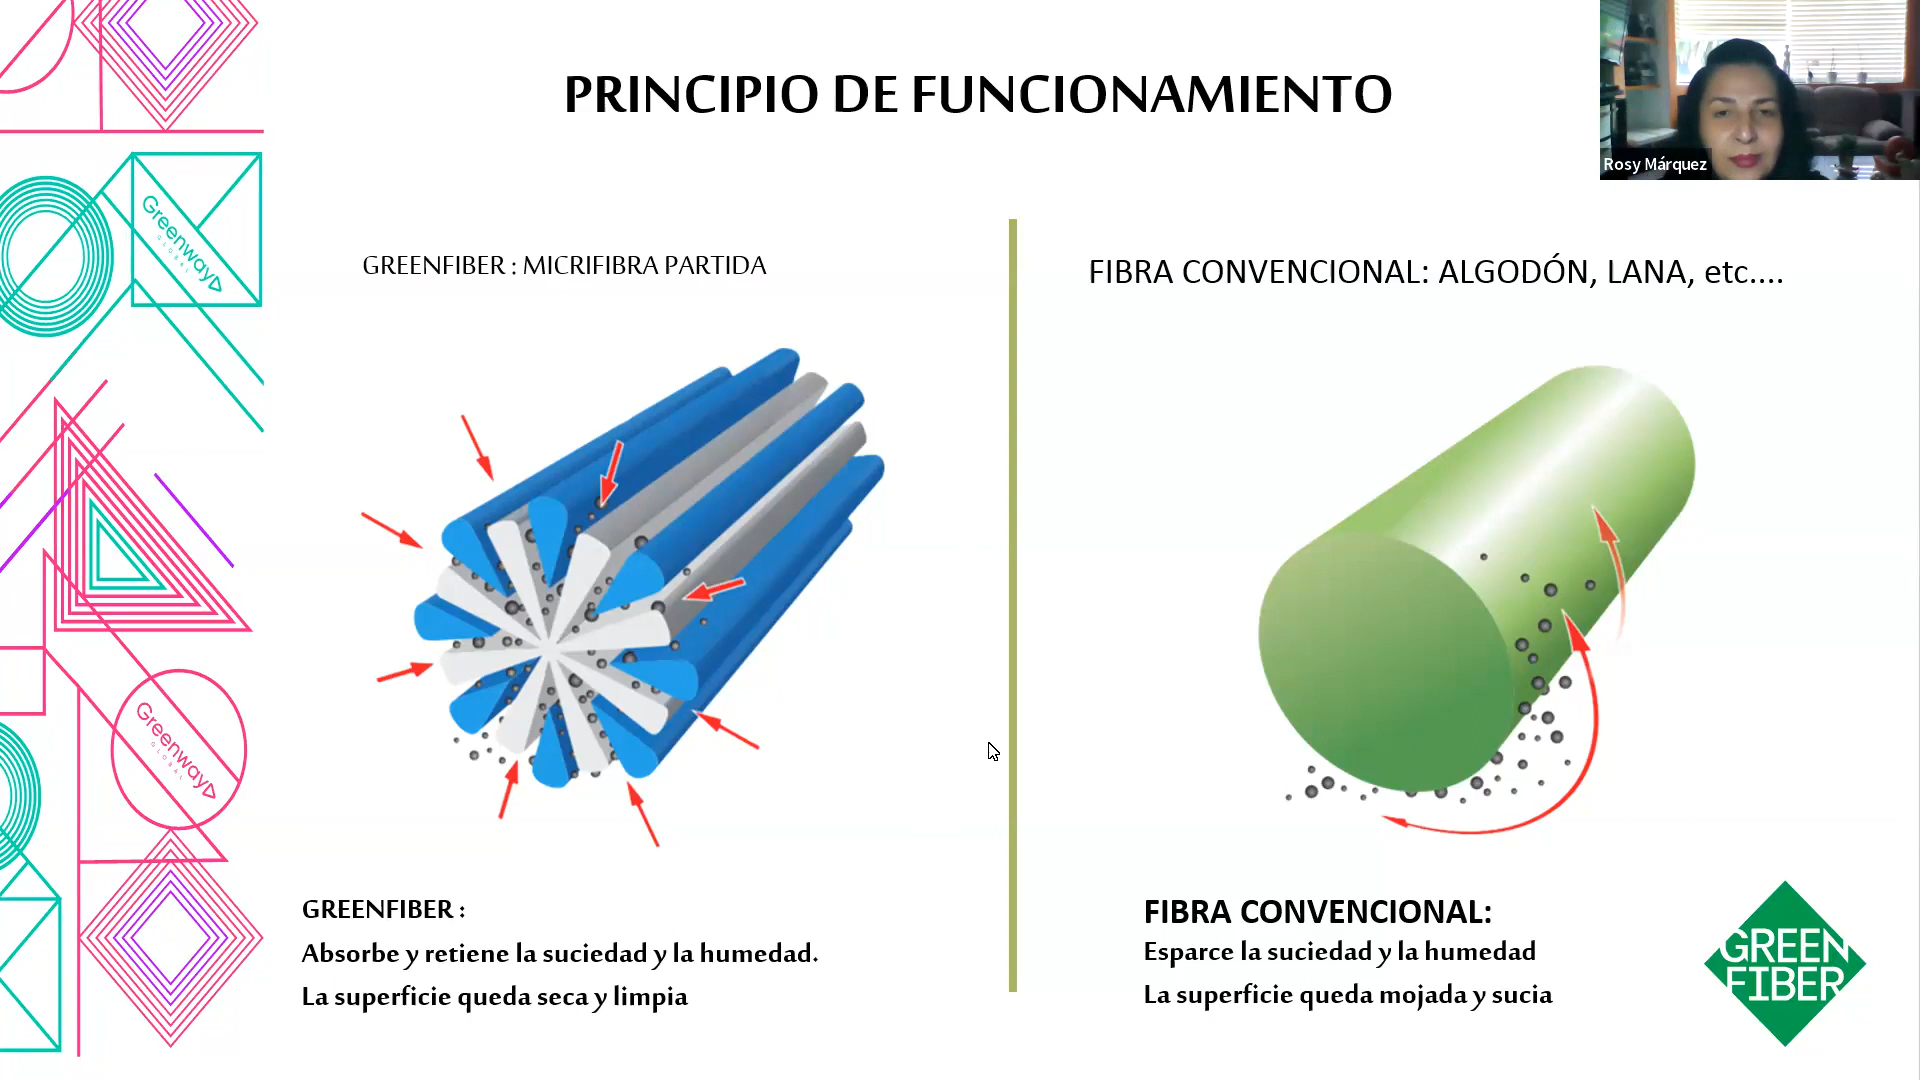 PRINCIPIO DE FUNCIONAMIENTO
Rosy Márquez
Greenway
GLOBAL
GREENFIBER : MICRIFIBRA PARTIDA
FIBRA CONVENCIONAL: ALGODÓN, LANA, etc....
Greenway
GLOBAL
GREENFIBER :
Absorbe y retiene la suciedad y la humedad.
La superficie queda seca y limpia
FIBRA CONVENCIONAL:
Esparce la suciedad y la humedad
La superficie queda mojada y sucia
GREEN
FIBER